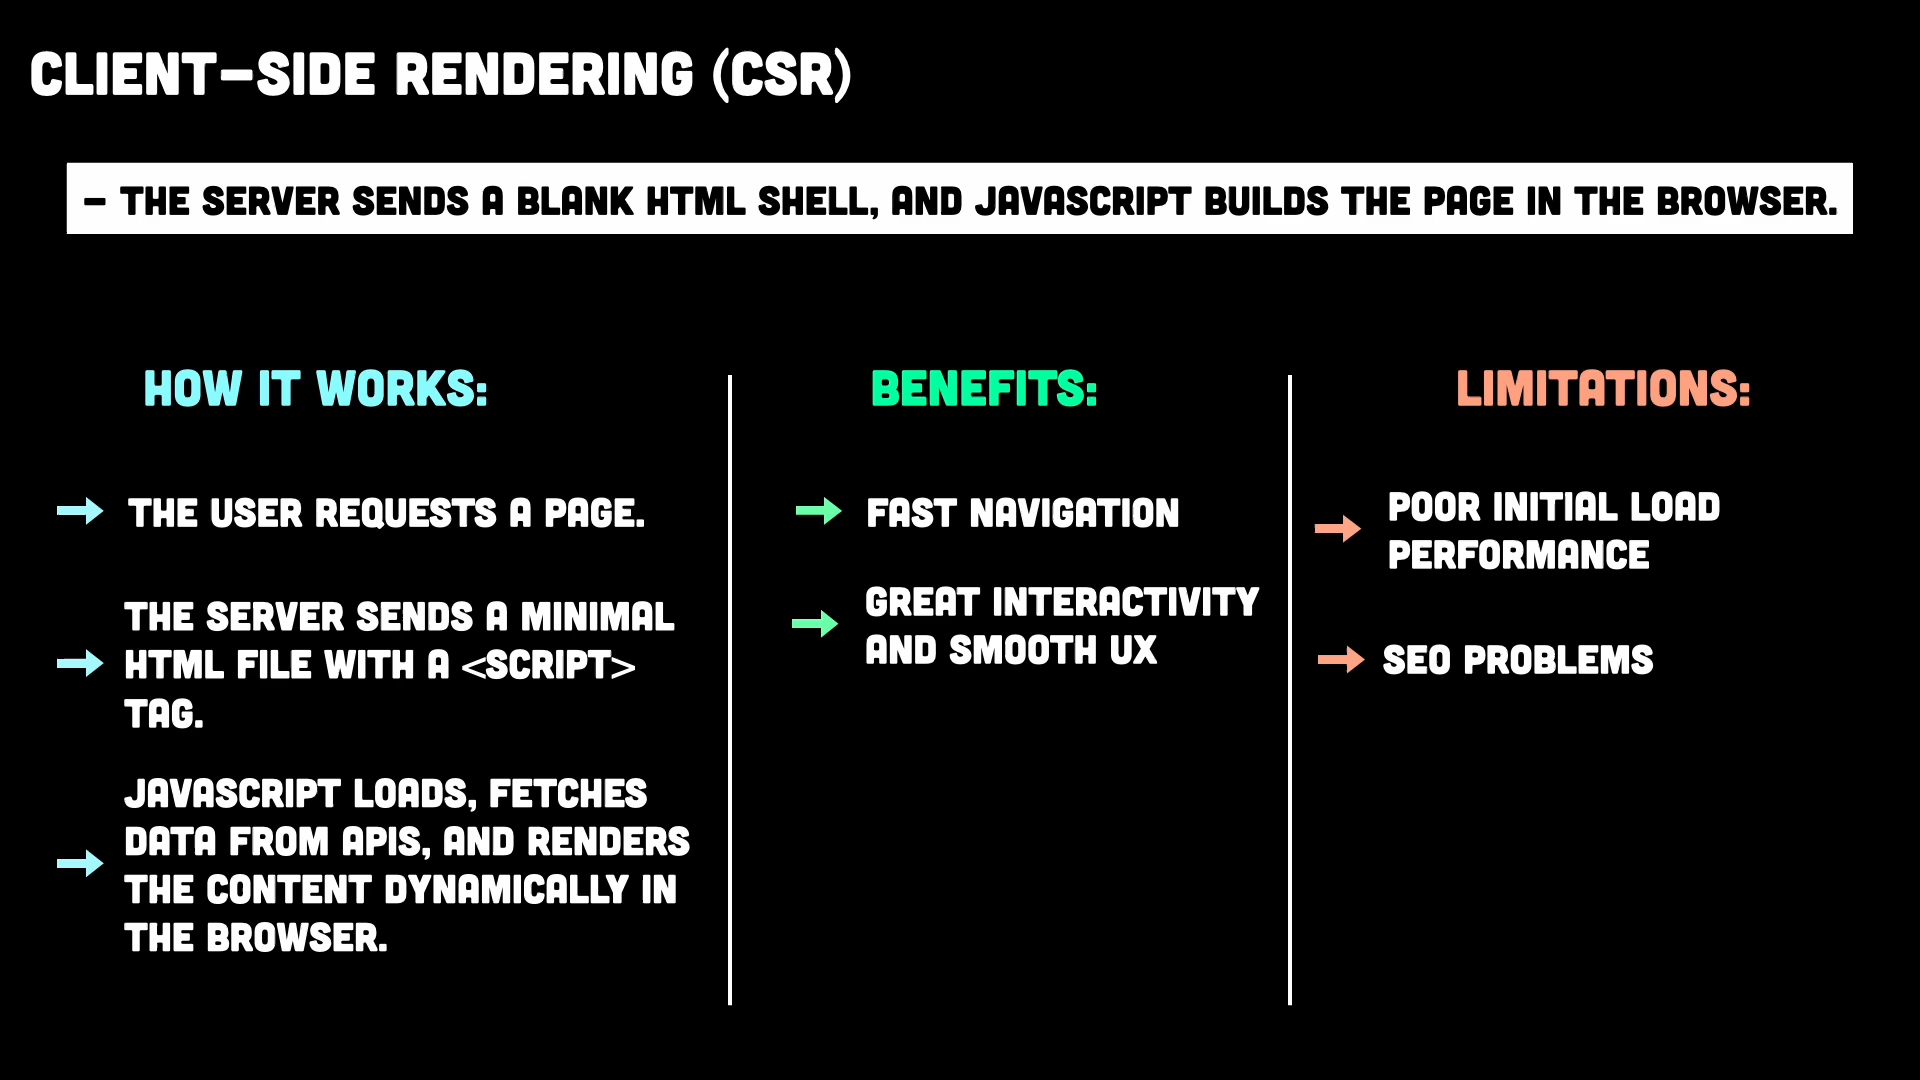 CLIENT-SIDE RENDERING (CSR)
- THE SERVER SENDS A BLANK HTML SHELL, AND JAVASCRIPT BUILDS THE PAGE IN THE BROWSER.
HOW IT WORKS:
THE USER REQUESTS A PAGE.
THE SERVER SENDS A MINIMAL
HTML FILE WITH A <SCRIPT>
TAG.
JAVASCRIPT LOADS, FETCHES
DATA FROM APIS, AND RENDERS
THE CONTENT DYNAMICALLY IN
THE BROWSER.
BENEFITS:
FAST NAVIGATION
GREAT INTERACTIVITY
AND SMOOTH UX
LIMITATIONS:
POOR INITIAL LOAD
PERFORMANCE
SEO PROBLEMS